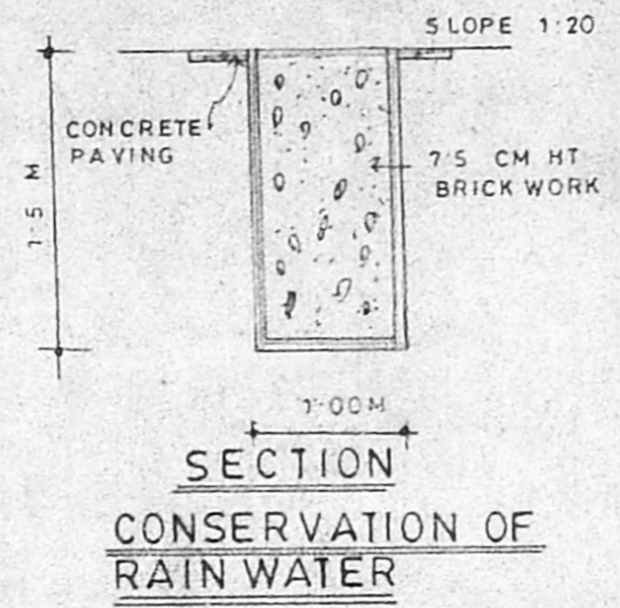 SLOPE 1:20
CONCRETE
PAVING
7.5 CM HT
BRICK WORK
1.5 M
1.00M
SECTION
CONSERVATION OF
RAIN WATER